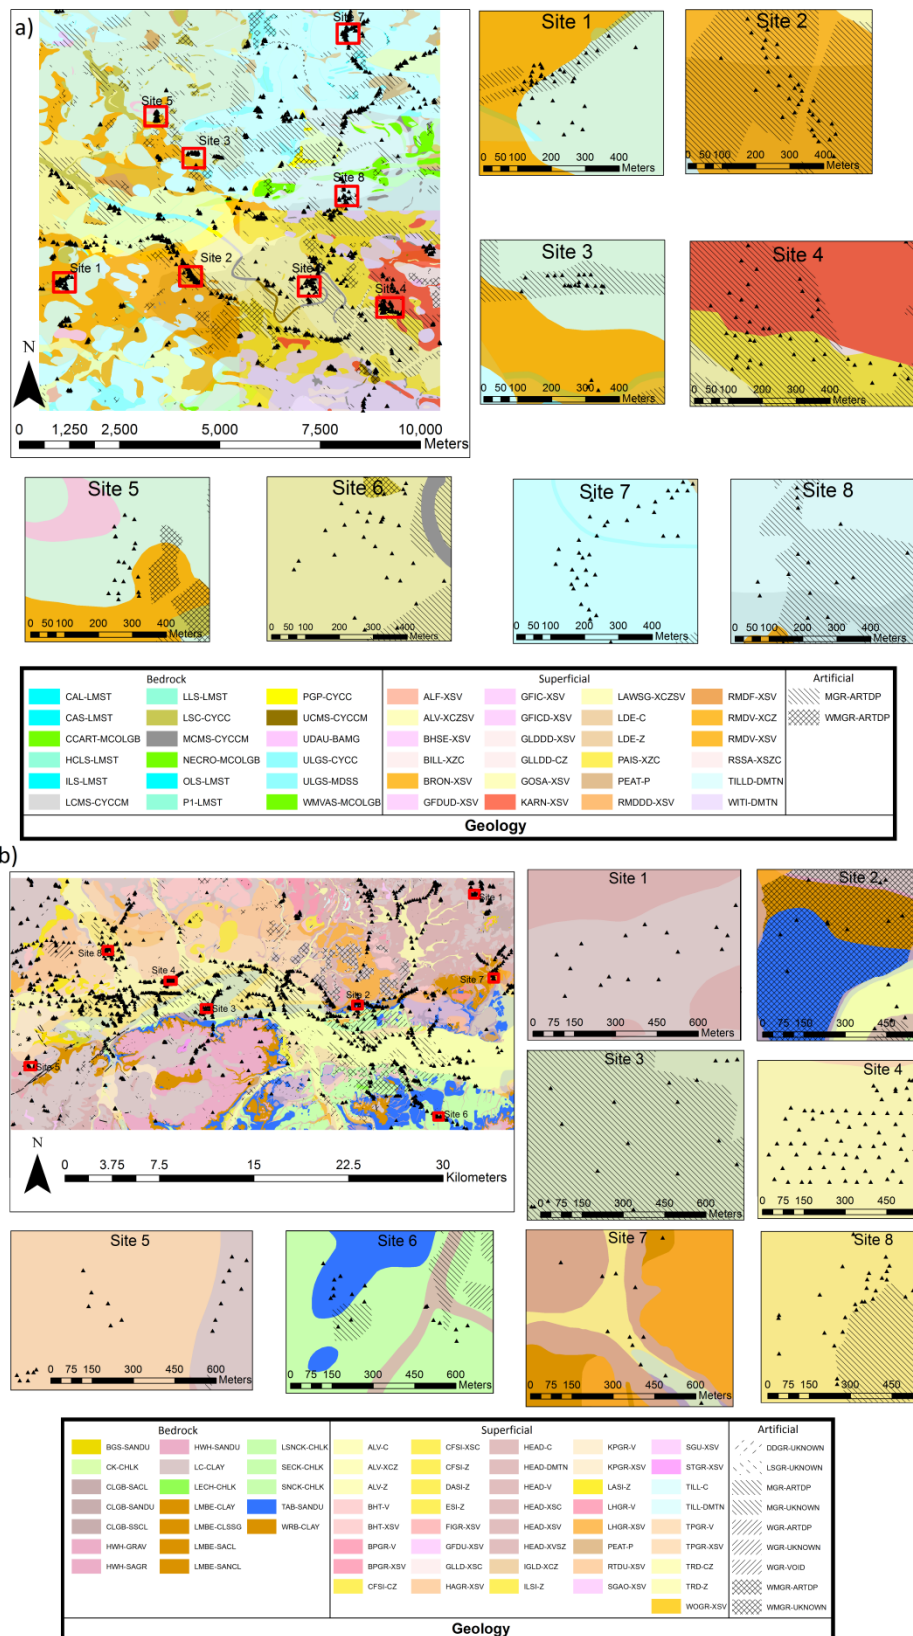 a)
Site 7
Site 5
Site 3
Site 8
Site 1
Site 2
Site 4
N
0 1,250 2,500 5,000 7,500 10,000
Meters
Site 1
0 50 100 200 300 400
Meters
Site 2
0 50 100 200 300 400
Meters
Site 3
0 50 100 200 300 400
Meters
Site 4
0 50 100 200 300 400
Meters
Site 5
0 50 100 200 300 400
Meters
Site 6
0 50 100 200 300 400
Meters
Site 7
0 50 100 200 300 400
Meters
Site 8
0 50 100 200 300 400
Meters
Bedrock
CAL-LMST
CAS-LMST
CCART-MCOLGB
HCLS-LMST
ILS-LMST
LCMS-CYCCM
LLS-LMST
LSC-CYCC
MCMS-CYCCM
NECRO-MCOLGB
OLS-LMST
P1-LMST
PGP-CYCC
UCMS-CYCCM
UDAU-BAMG
ULGS-CYCC
ULGS-MDSS
WMVAS-MCOLGB
Superficial
ALF-XSV
ALV-XCZSV
BHSE-XSV
BILL-XZC
BRON-XSV
GFDUD-XSV
GFIC-XSV
GFICD-XSV
GLDDD-XSV
GLLDD-CZ
GOSA-XSV
KARN-XSV
LAWSG-XCZSV
LDE-C
LDE-Z
PAIS-XZC
PEAT-P
RMDDD-XSV
RMDF-XSV
RMDV-XCZ
RMDV-XSV
RSSA-XSZC
TILLD-DMTN
WITI-DMTN
Artificial
MGR-ARTDP
WMGR-ARTDP
Geology
b)
Site 1
Site 8
Site 4
Site 7
Site 2
Site 3
Site 5
Site 6
N
0 3.75 7.5 15 22.5 30
Kilometers
Site 1
0 75 150 300 450 600
Meters
Site 2
0 75 150 300 450
Meters
Site 3
0 75 150 300 450 600
Meters
Site 4
0 75 150 300 450
Meters
Site 5
0 75 150 300 450 600
Meters
Site 6
0 75 150 300 450 600
Meters
Site 7
0 75 150 300 450 600
Meters
Site 8
0 75 150 300 450
Meters
Bedrock
BGS-SANDU
CK-CHLK
CLGB-SACL
CLGB-SANDU
CLGB-SSCL
HWH-GRAV
HWH-SAGR
HWH-SANDU
LC-CLAY
LECH-CHLK
LMBE-CLAY
LMBE-CLSSG
LMBE-SACL
LMBE-SANCL
LSNCK-CHLK
SECK-CHLK
SNCK-CHLK
TAB-SANDU
WRB-CLAY
Superficial
ALV-C
ALV-XCZ
ALV-Z
BHT-V
BHT-XSV
BPGR-V
BPGR-XSV
CFSI-CZ
CFSI-XSC
CFSI-Z
DASI-Z
ESI-Z
FIGR-XSV
GFDU-XSV
GLLD-XSC
HAGR-XSV
HEAD-C
HEAD-DMTN
HEAD-V
HEAD-XSC
HEAD-XSV
HEAD-XVSZ
IGLD-XCZ
ILSI-Z
KPGR-V
KPGR-XSV
LASI-Z
LHGR-V
LHGR-XSV
PEAT-P
RTDU-XSV
SGAO-XSV
SGU-XSV
STGR-XSV
TILL-C
TILL-DMTN
TPGR-V
TPGR-XSV
TRD-CZ
TRD-Z
WOGR-XSV
Artificial
DDGR-UKNOWN
LSGR-UNKNOWN
MGR-ARTDP
MGR-UKNOWN
WGR-ARTDP
WGR-UKNOWN
WGR-VOID
WMGR-ARTDP
WMGR-UKNOWN
Geology